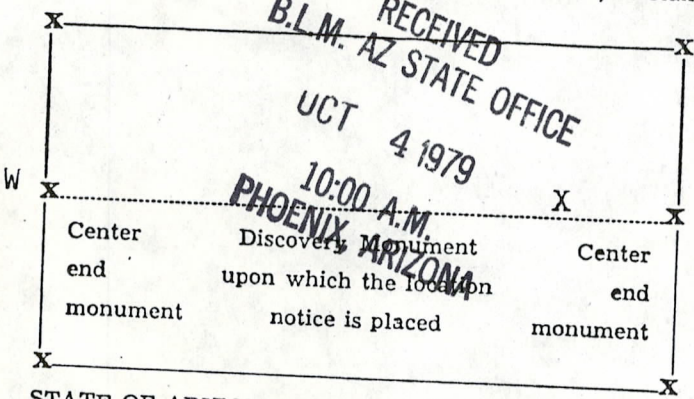 X X
RECEIVED
B.L.M. AZ STATE OFFICE
OCT 4 1979
10:00 A.M.
PHOENIX, ARIZONA
W X X X
Center
end
monument
Discovery Monument
upon which the location
notice is placed
Center
end
monument
X X